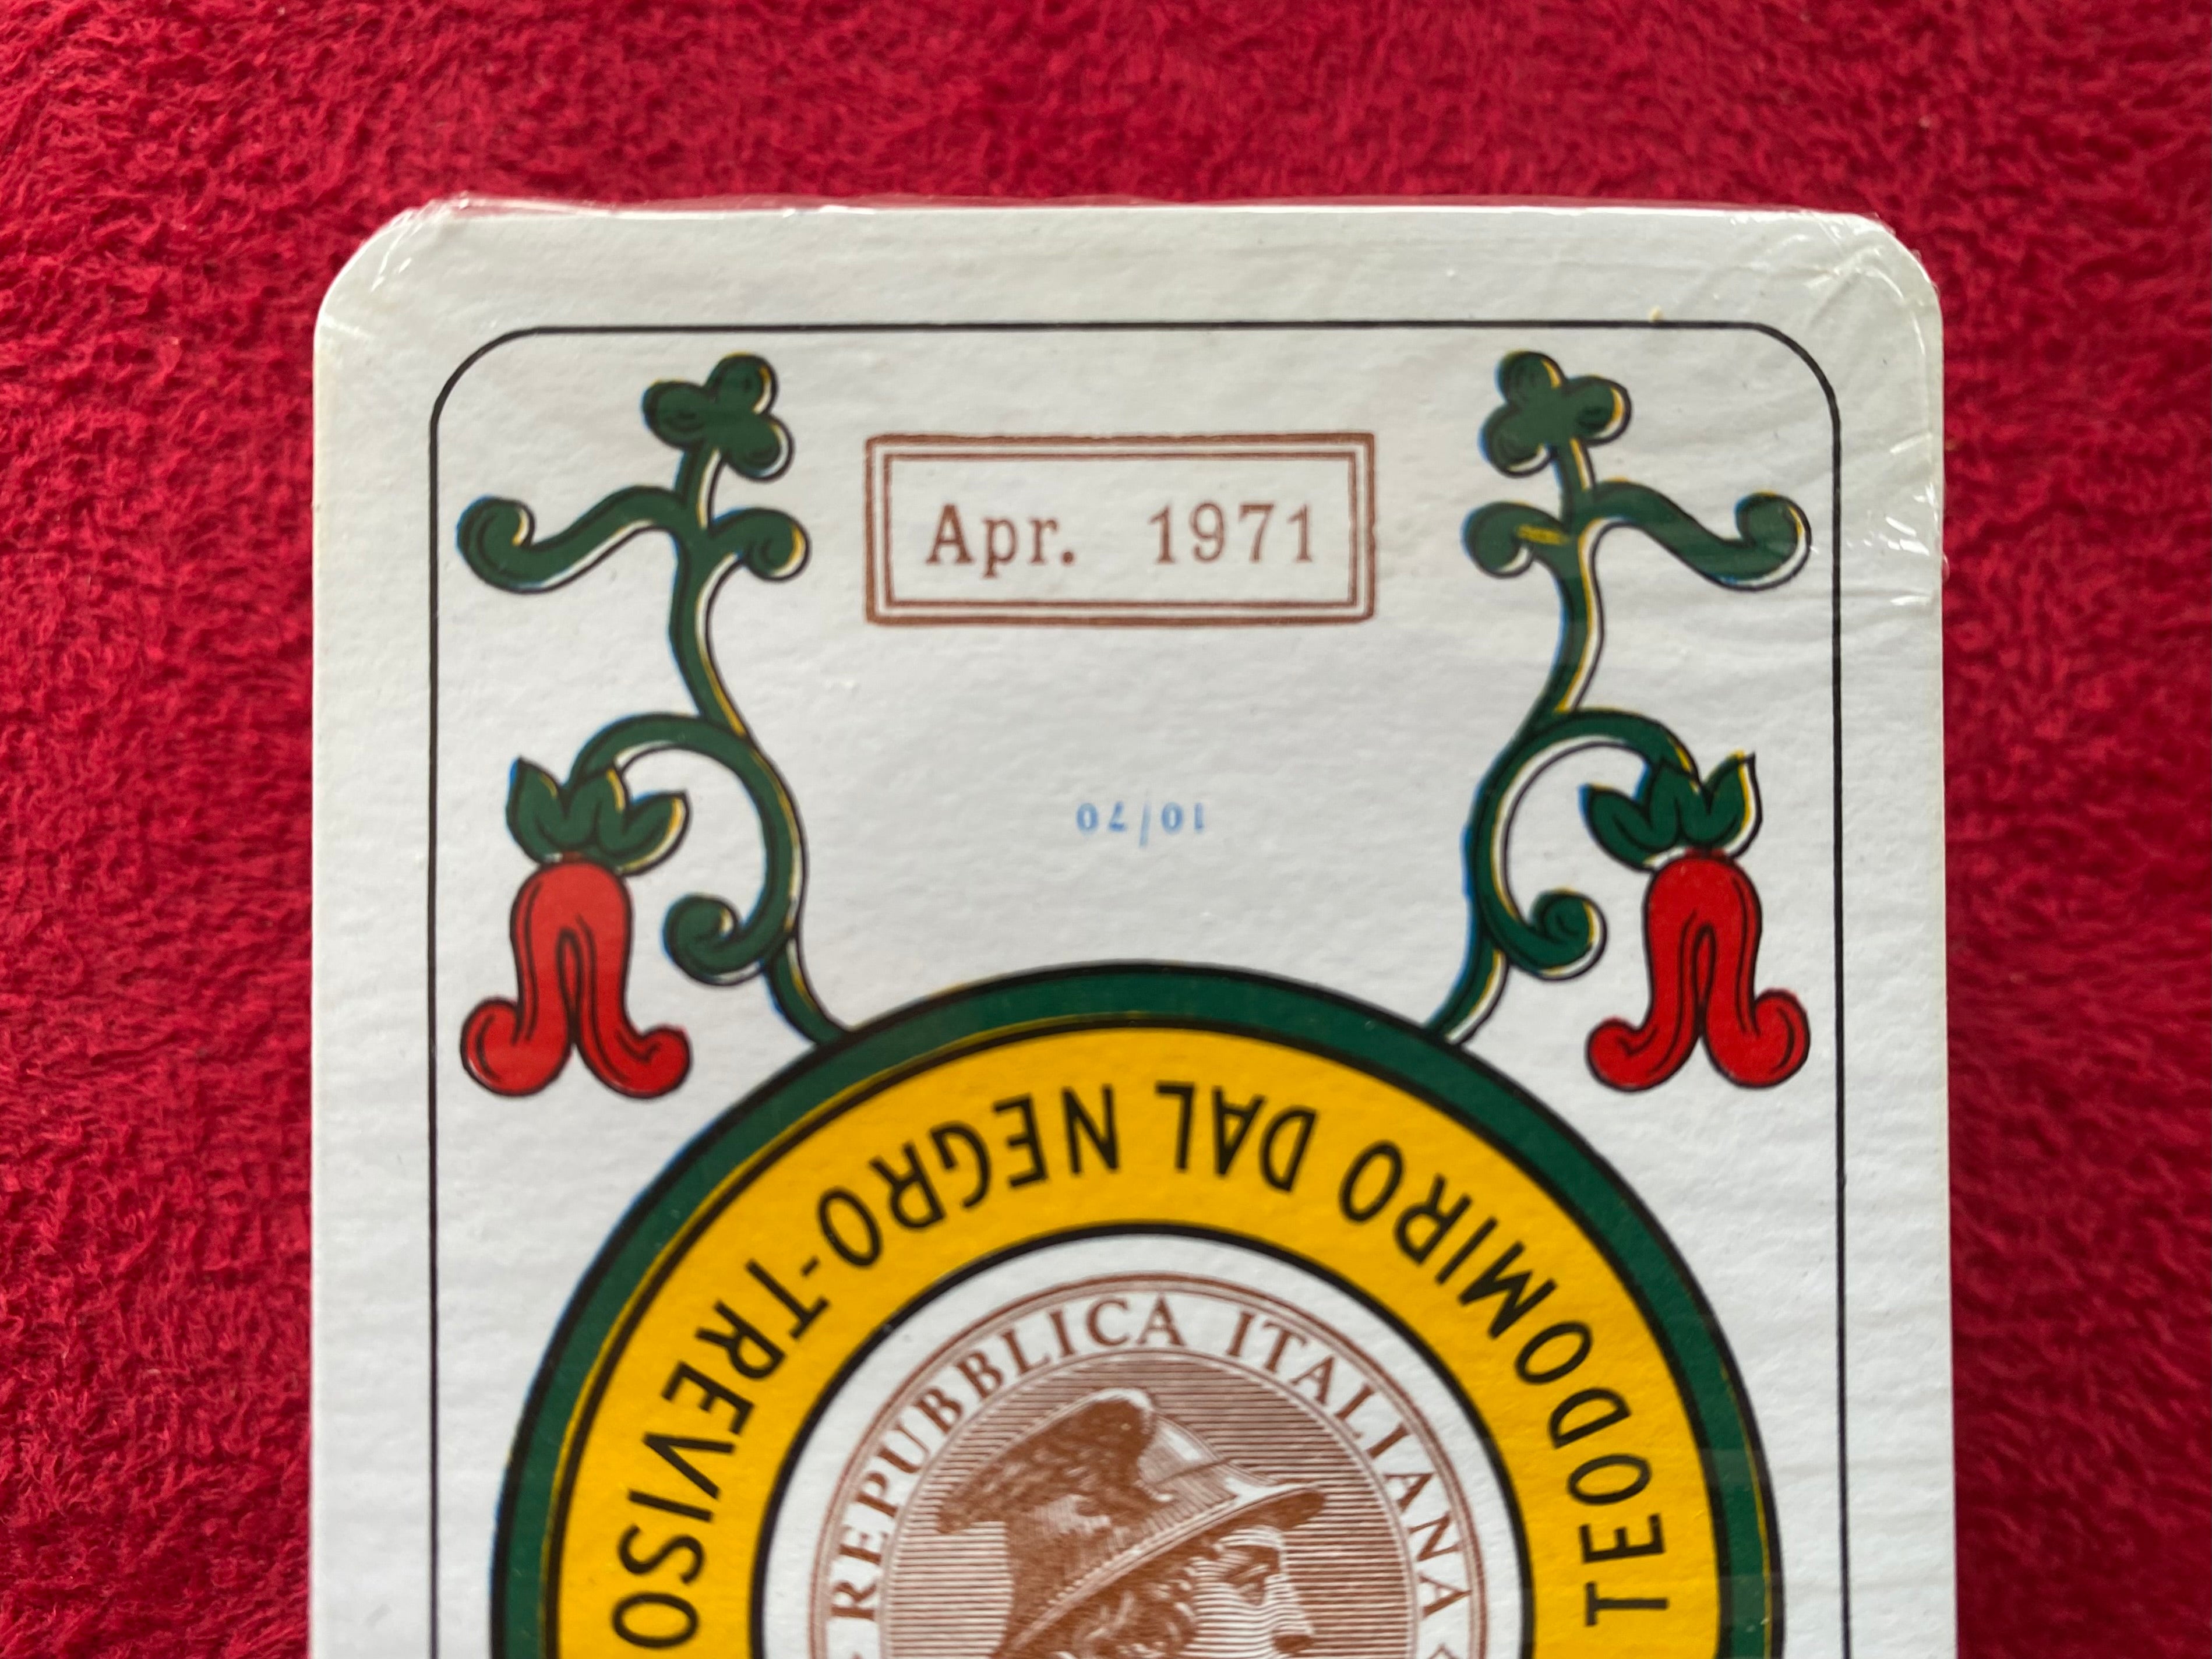 Apr. 1971
10/70
TEODOMIRO DAL NEGRO-TREVISO
REPUBBLICA ITALIANA